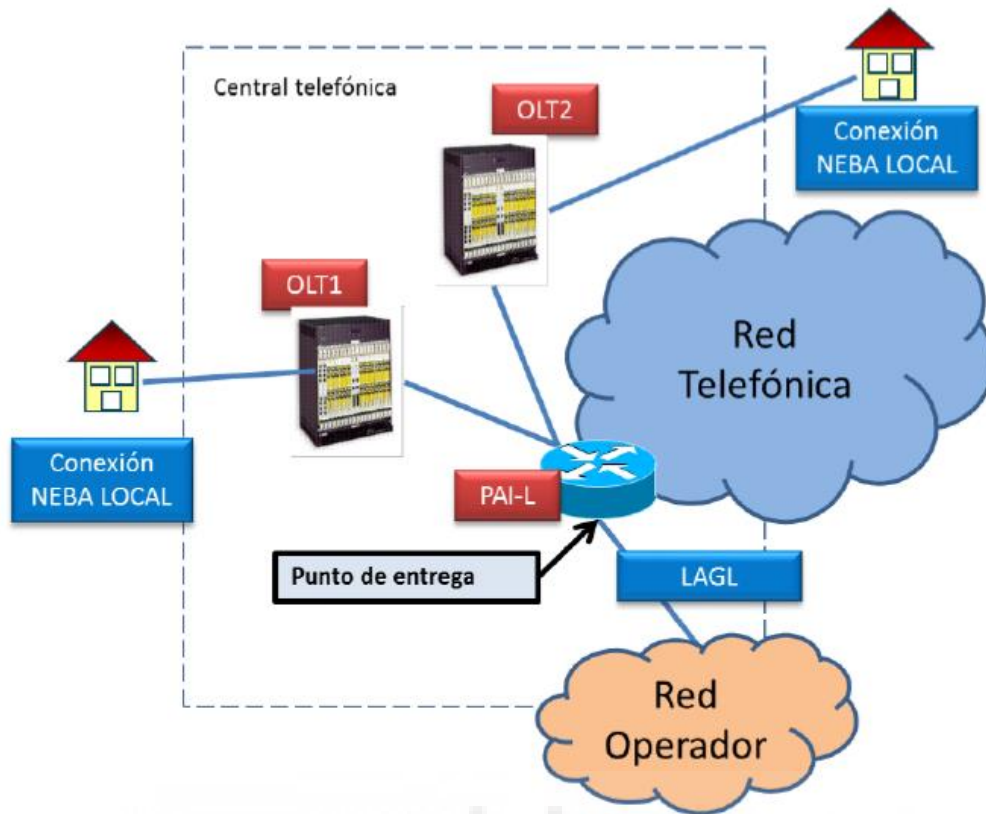 Central telefónica
OLT2
Conexión
NEBA LOCAL
OLT1
Red
Telefónica
Conexión
NEBA LOCAL
PAI-L
Punto de entrega
LAGL
Red
Operador